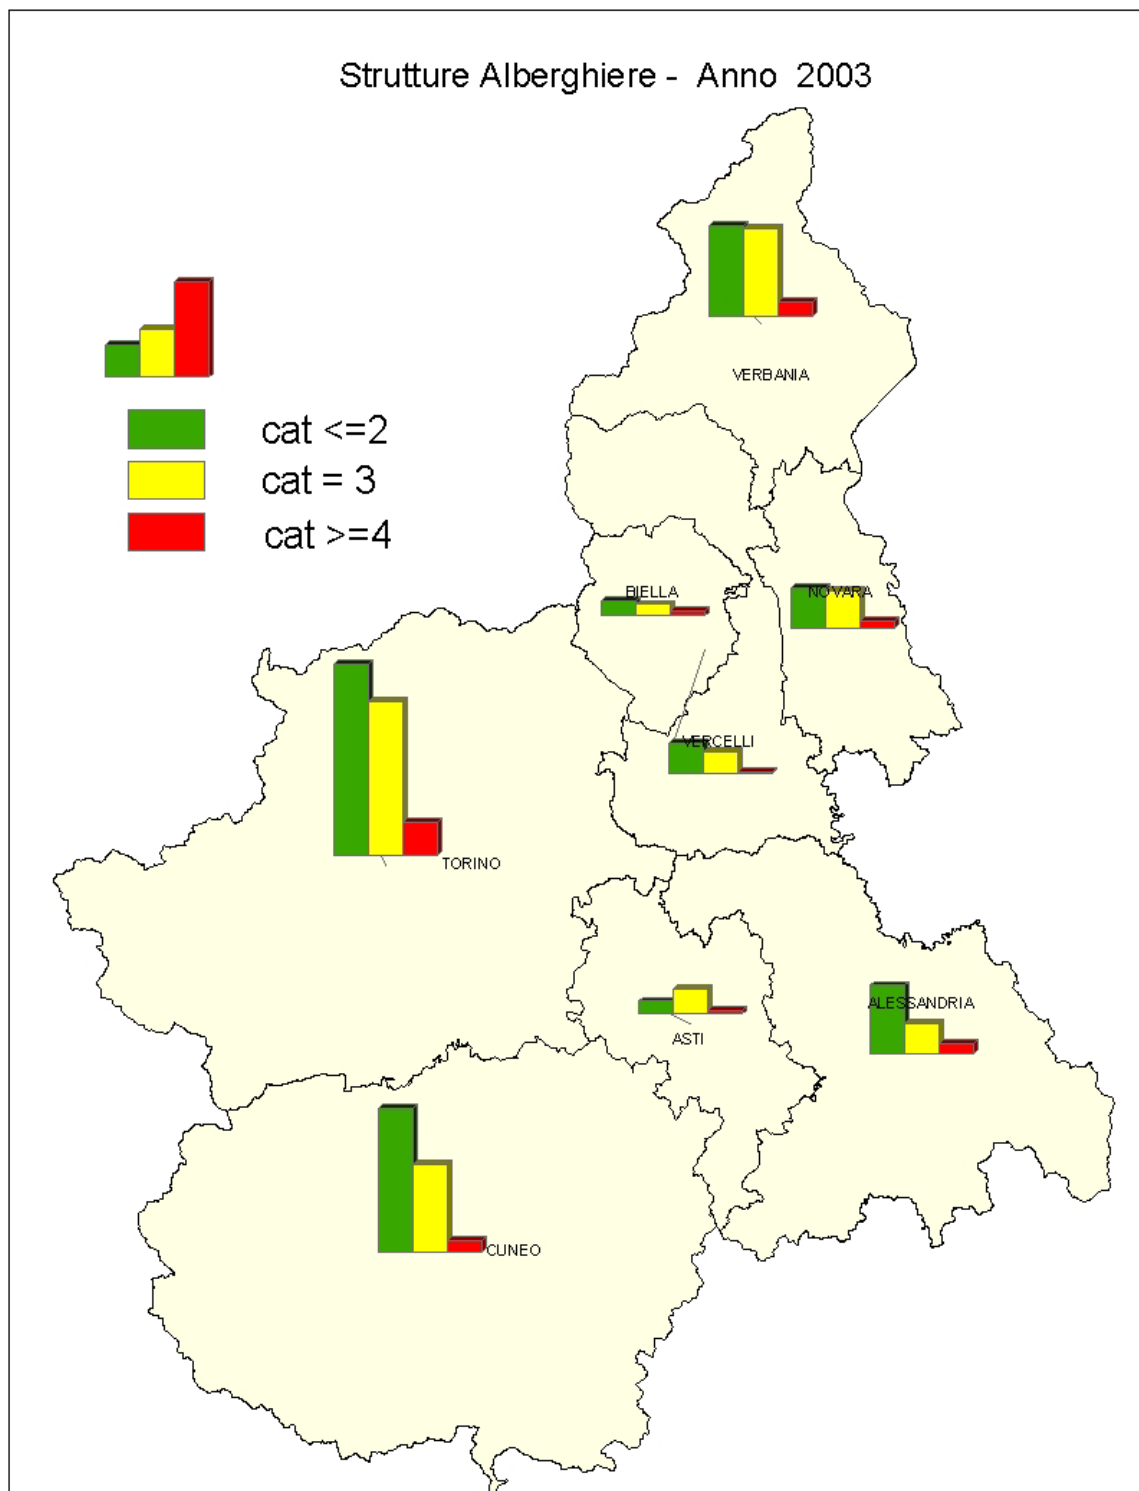 Strutture Alberghiere - Anno 2003
VERBANIA
cat <=2
cat = 3
cat >=4
BIELLA
NOVARA
VERCELLI
TORINO
ALESSANDRIA
ASTI
CUNEO